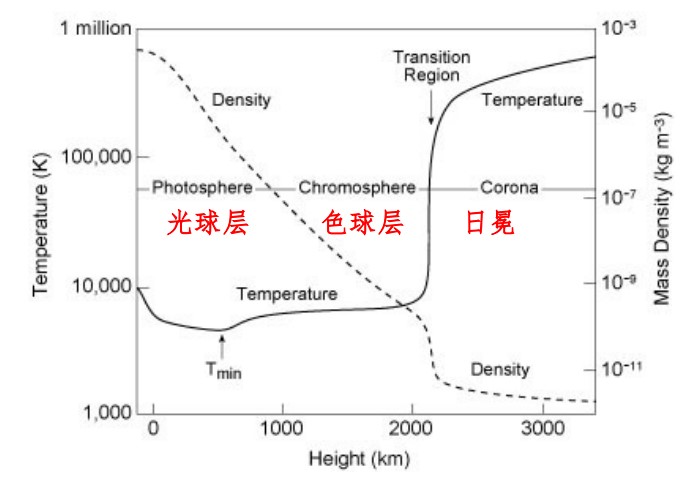 1 million
10⁻³
Transition
Region
Density
Temperature
10⁻⁵
100,000
Photosphere
Chromosphere
Corona
10⁻⁷
光球层
色球层
日冕
Temperature (K)
Mass Density (kg m⁻³)
10,000
Temperature
10⁻⁹
Tmin
Density
10⁻¹¹
1,000
0
1000
2000
3000
Height (km)